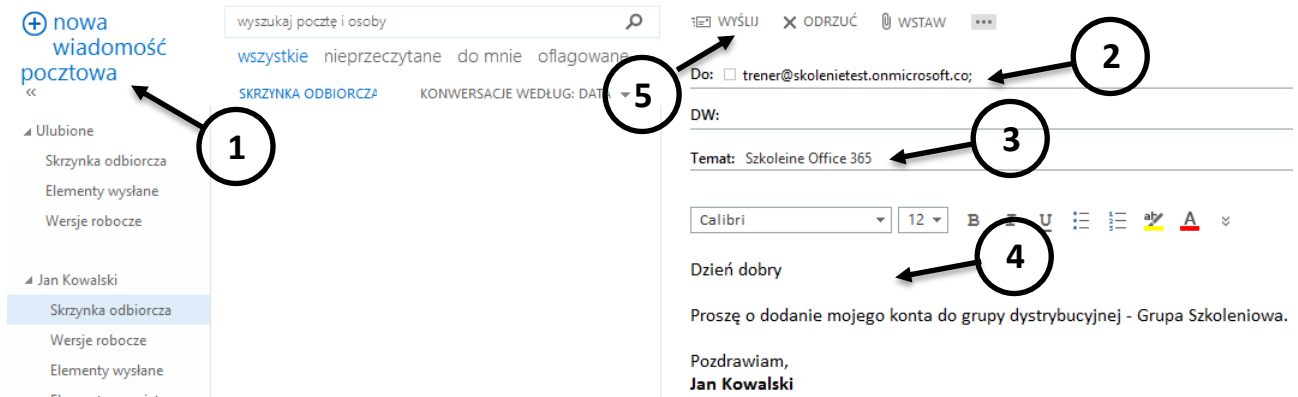 nowa
wiadomość
pocztowa
«
Ulubione
Skrzynka odbiorcza
Elementy wysłane
Wersje robocze
Jan Kowalski
Skrzynka odbiorcza
Wersje robocze
Elementy wysłane
1
wyszukaj pocztę i osoby
wszystkie nieprzeczytane do mnie oflagowane
SKRZYNKA ODBIORCZA KONWERSACJE WEDŁUG: DATA
5
WYŚLIJ ODRZUĆ WSTAW ...
Do: trener@skolenietest.onmicrosoft.co;
2
DW:
Temat: Szkoleine Office 365
3
Calibri 12 B I U ab A
Dzień dobry
4
Proszę o dodanie mojego konta do grupy dystrybucyjnej - Grupa Szkoleniowa.
Pozdrawiam,
Jan Kowalski